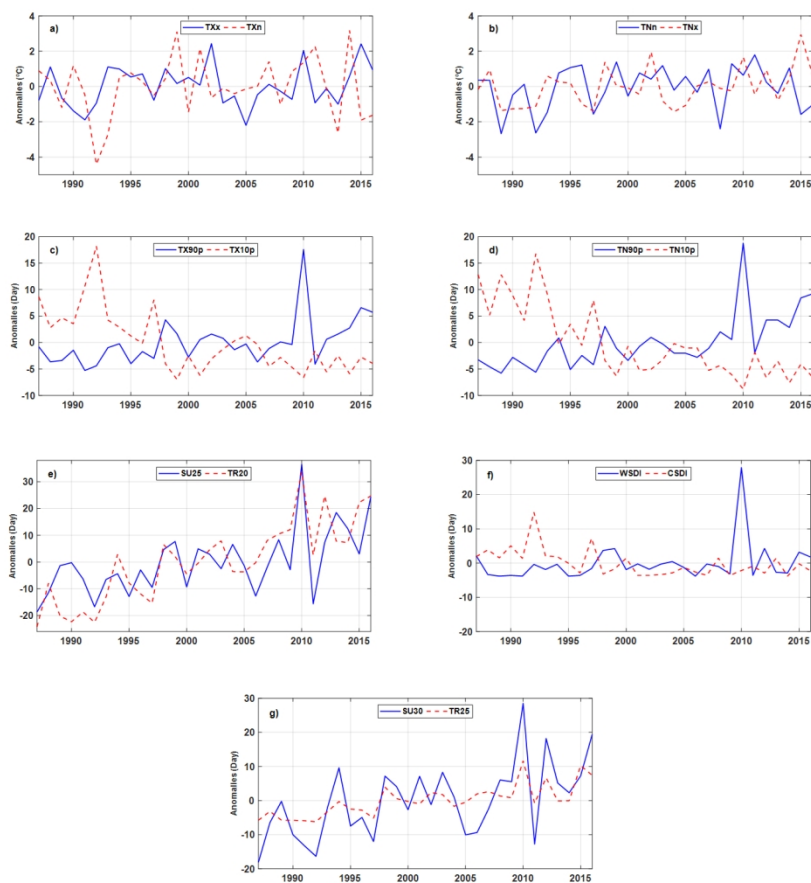 a)
TXx TXn
Anomalies (°C)
4
2
0
-2
-4
1990 1995 2000 2005 2010 2015
b)
TNn TNx
Anomalies (°C)
4
2
0
-2
-4
1990 1995 2000 2005 2010 2015
c)
TX90p TX10p
Anomalies (Day)
20
15
10
5
0
-5
-10
1990 1995 2000 2005 2010 2015
d)
TN90p TN10p
Anomalies (Day)
20
15
10
5
0
-5
-10
1990 1995 2000 2005 2010 2015
e)
SU25 TR20
Anomalies (Day)
30
20
10
0
-10
-20
1990 1995 2000 2005 2010 2015
f)
WSDI CSDI
Anomalies (Day)
30
20
10
0
-10
-20
1990 1995 2000 2005 2010 2015
g)
SU30 TR25
Anomalies (Day)
30
20
10
0
-10
-20
1990 1995 2000 2005 2010 2015